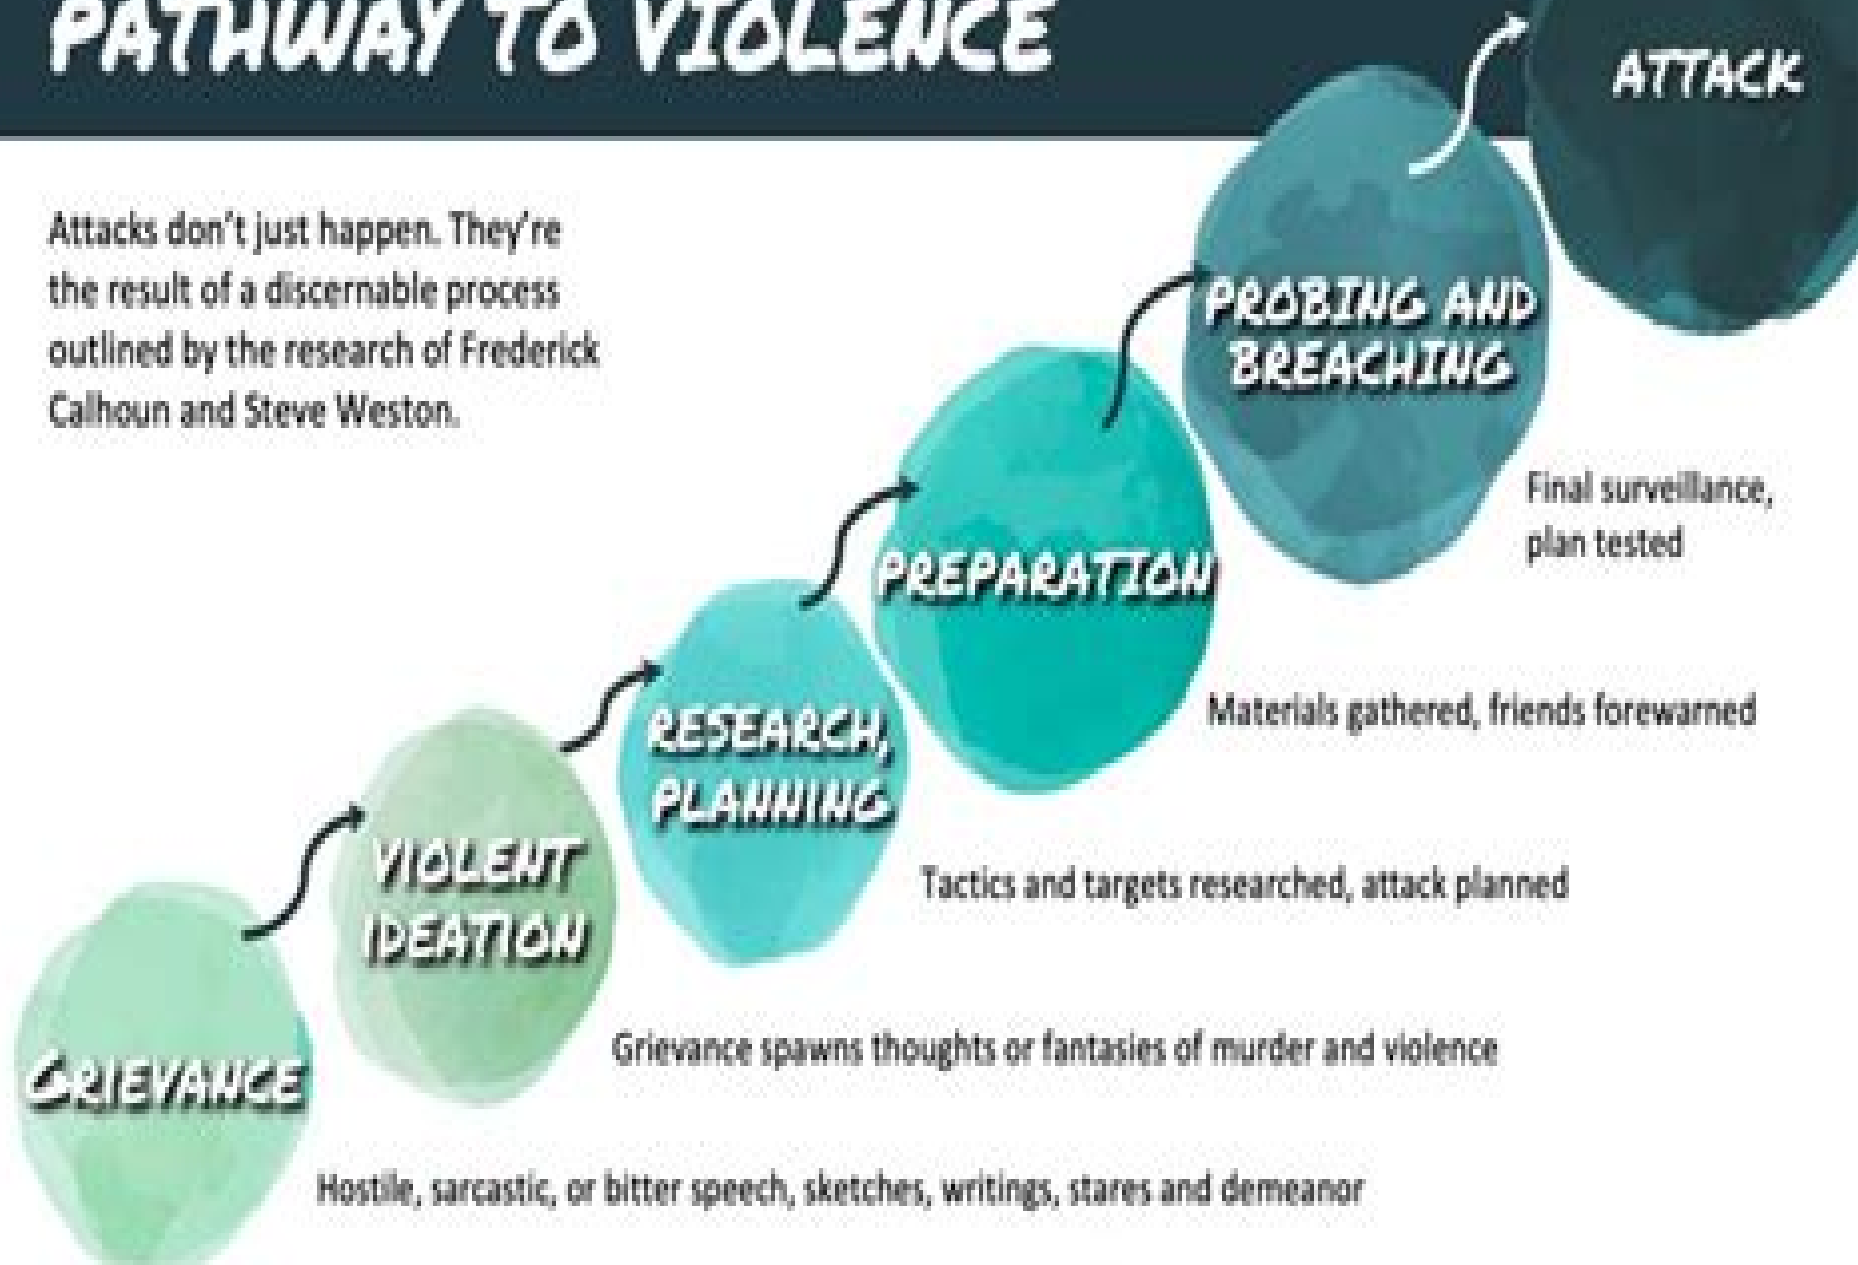 PATHWAY TO VIOLENCE
ATTACK
Attacks don't just happen. They're
the result of a discernable process
outlined by the research of Frederick
Calhoun and Steve Weston.
PROBING AND
BREACHING
Final surveillance,
plan tested
PREPARATION
Materials gathered, friends forewarned
RESEARCH,
PLANNING
Tactics and targets researched, attack planned
VIOLENT
IDEATION
Grievance spawns thoughts or fantasies of murder and violence
GRIEVANCE
Hostile, sarcastic, or bitter speech, sketches, writings, stares and demeanor